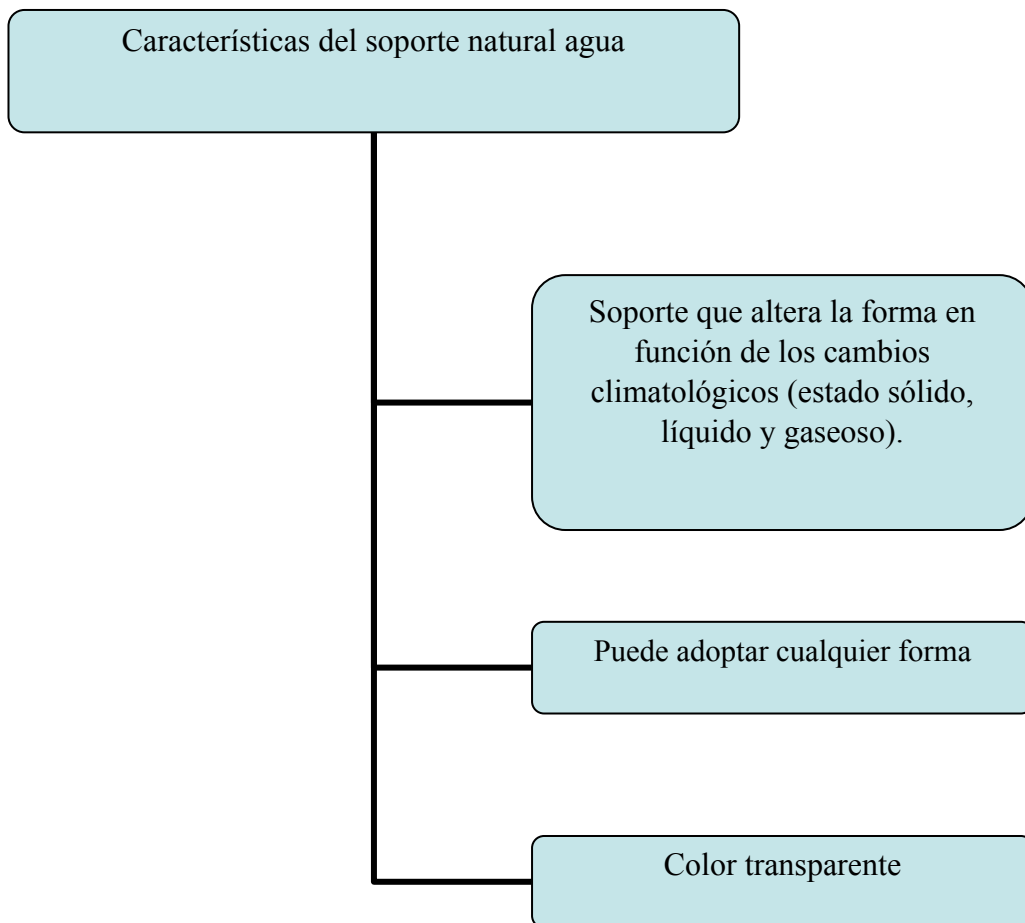 Características del soporte natural agua
Soporte que altera la forma en
función de los cambios
climatológicos (estado sólido,
líquido y gaseoso).
Puede adoptar cualquier forma
Color transparente